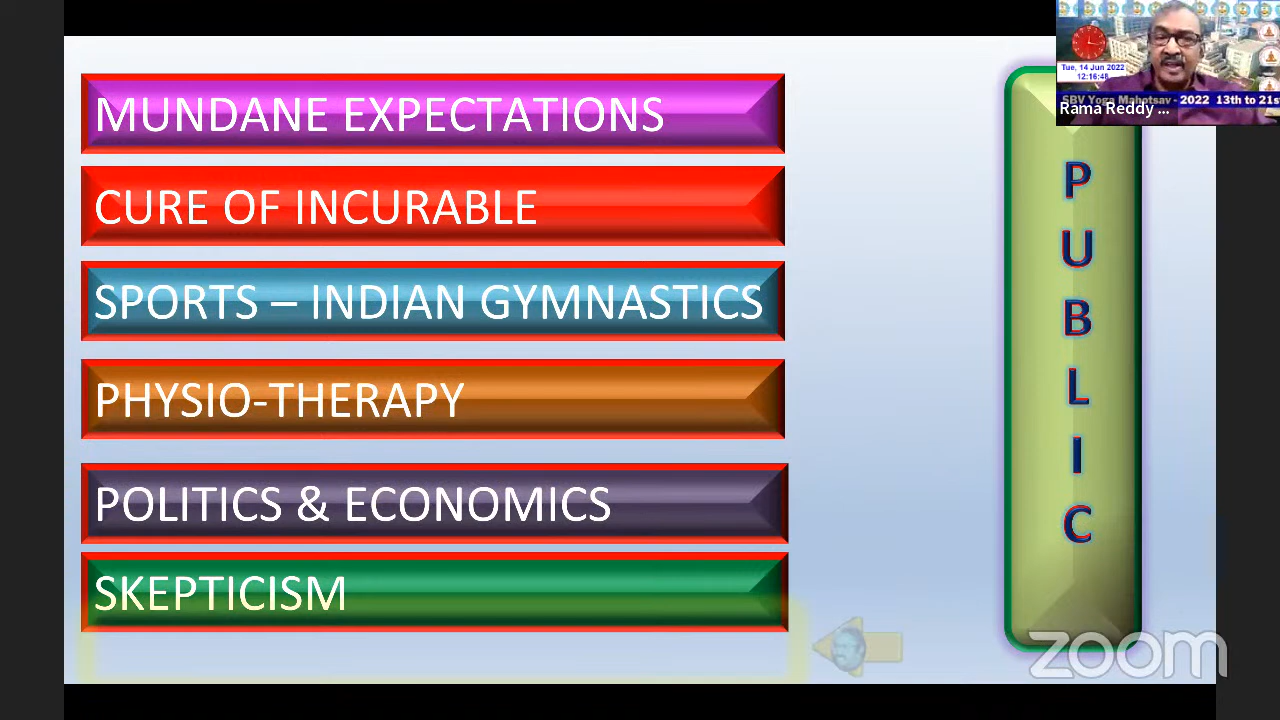 MUNDANE EXPECTATIONS
CURE OF INCURABLE
SPORTS – INDIAN GYMNASTICS
PHYSIO-THERAPY
POLITICS & ECONOMICS
SKEPTICISM
PUBLIC
Tue, 14 Jun 2022
12:16:48
SBV Yoga Mahotsav - 2022 13th to 21s
Rama Reddy ...
zoom